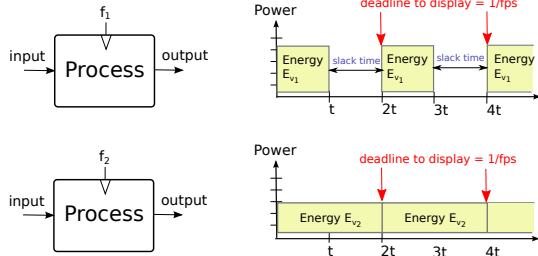 f1
input
Process
output
Power
deadline to display = 1/fps
Energy
Ev1
slack time
Energy
Ev1
slack time
Energy
Ev1
t
2t
3t
4t
f2
input
Process
output
Power
deadline to display = 1/fps
Energy Ev2
Energy Ev2
t
2t
3t
4t